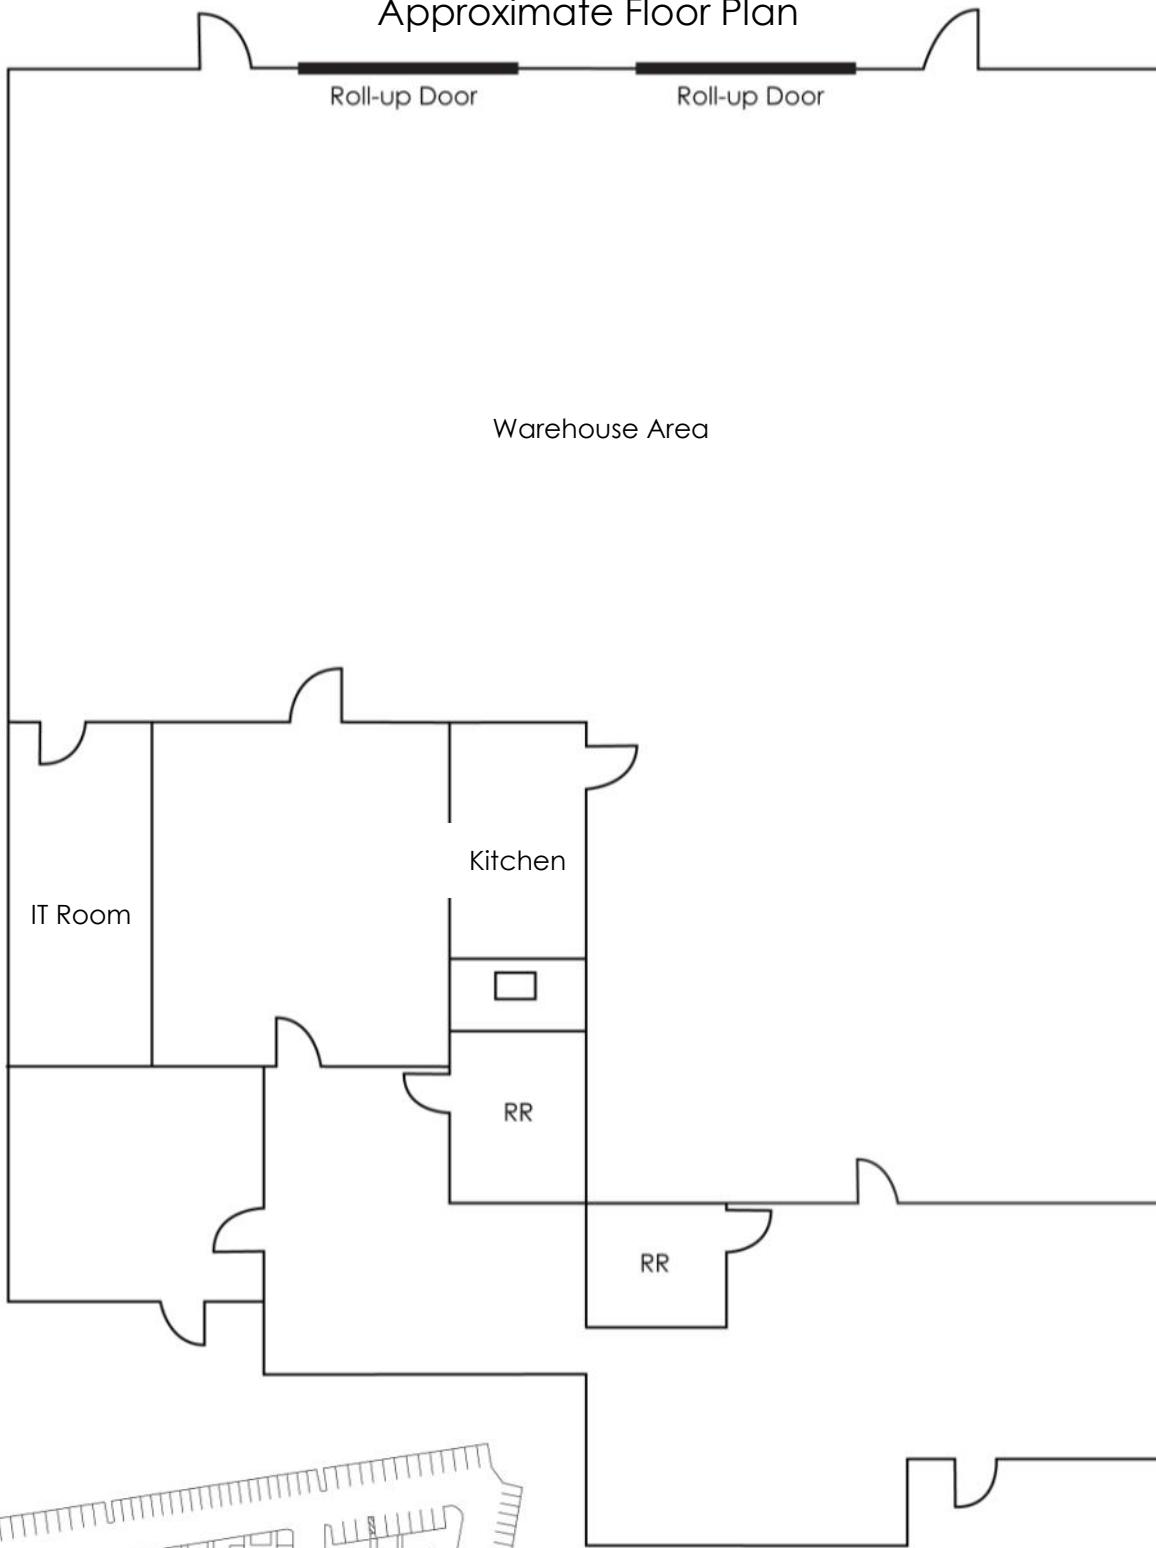 Approximate Floor Plan
Roll-up Door
Roll-up Door
Warehouse Area
Kitchen
IT Room
RR
RR